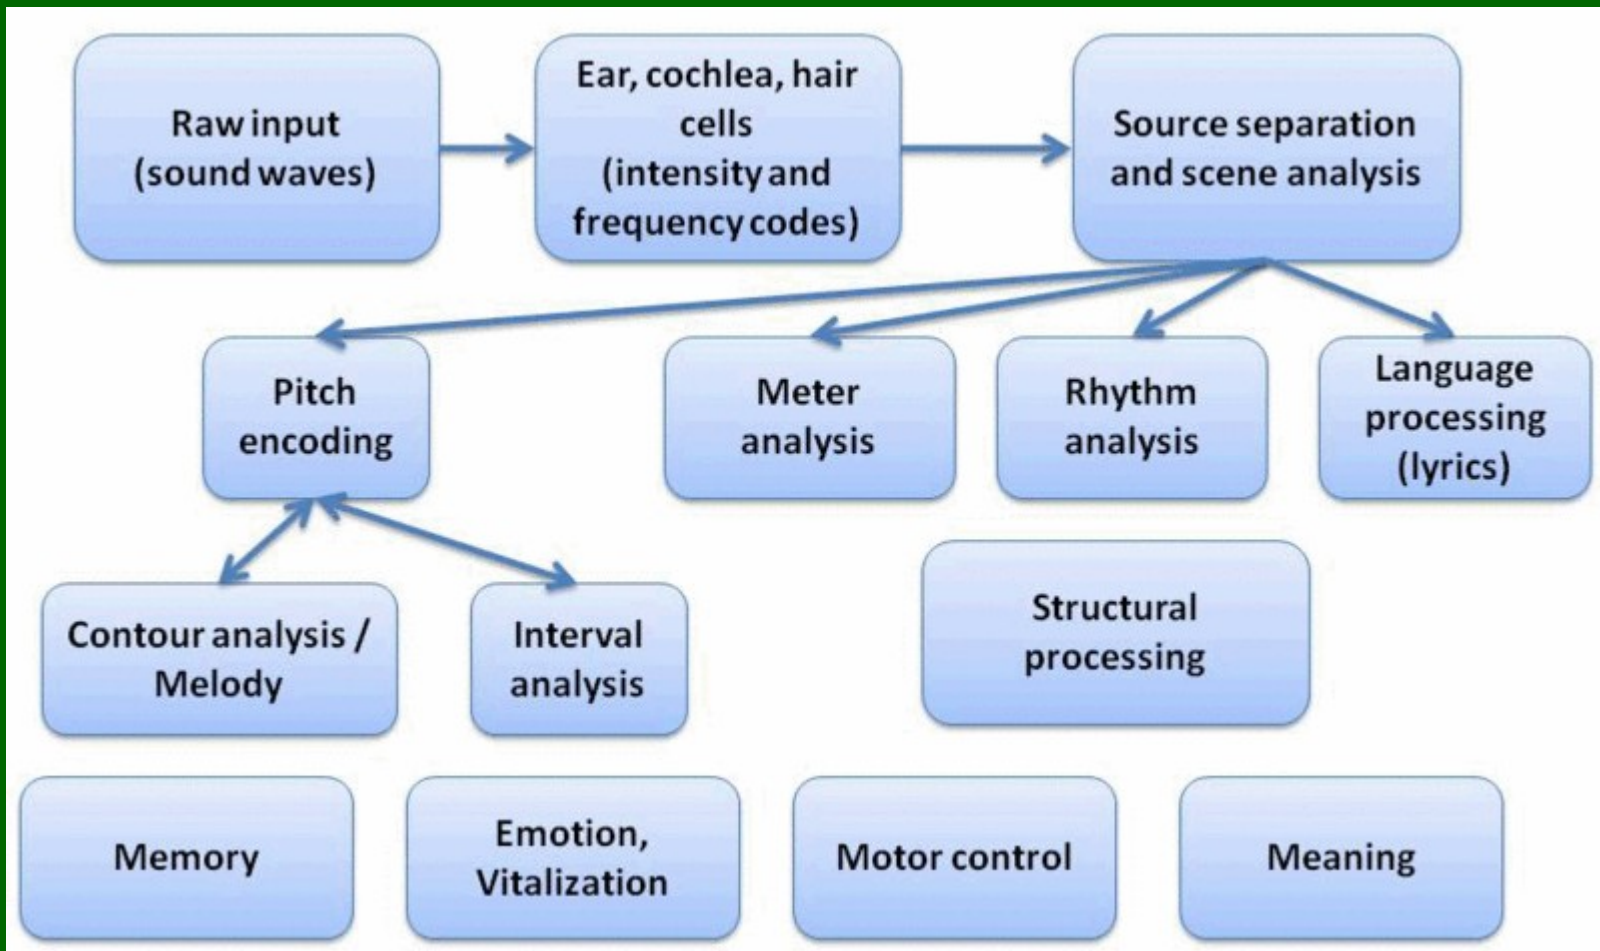 Raw input
(sound waves)
Ear, cochlea, hair
cells
(intensity and
frequency codes)
Source separation
and scene analysis
Pitch
encoding
Meter
analysis
Rhythm
analysis
Language
processing
(lyrics)
Contour analysis /
Melody
Interval
analysis
Structural
processing
Memory
Emotion,
Vitalization
Motor control
Meaning